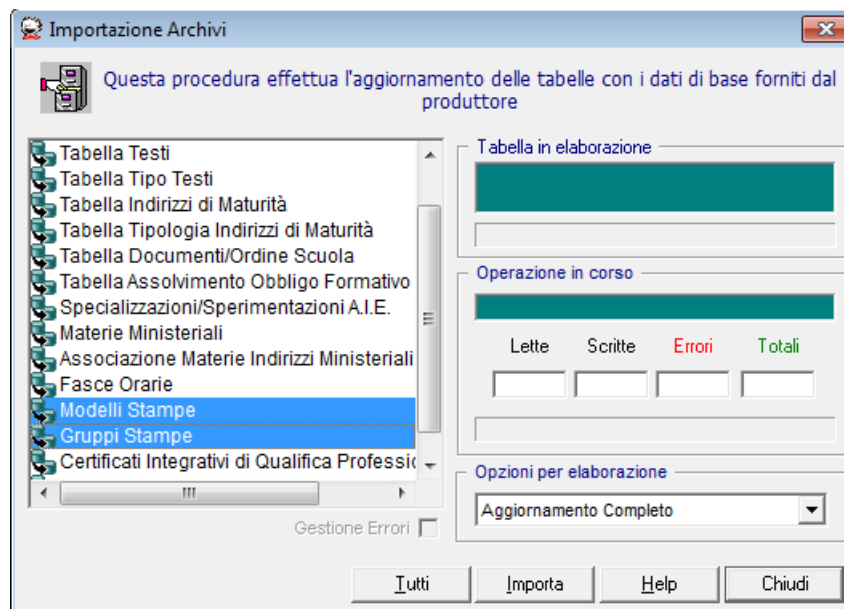 Importazione Archivi
Questa procedura effettua l'aggiornamento delle tabelle con i dati di base forniti dal
produttore
Tabella Testi
Tabella Tipo Testi
Tabella Indirizzi di Maturità
Tabella Tipologia Indirizzi di Maturità
Tabella Documenti/Ordine Scuola
Tabella Assolvimento Obbligo Formativo
Specializzazioni/Sperimentazioni A.I.E.
Materie Ministeriali
Associazione Materie Indirizzi Ministeriali
Fasce Orarie
Modelli Stampe
Gruppi Stampe
Certificati Integrativi di Qualifica
Gestione Errori
Tabella in elaborazione
Operazione in corso
Lette Scritte Errori Totali
Opzioni per elaborazione
Aggiornamento Completo
Tutti Importa Help Chiudi